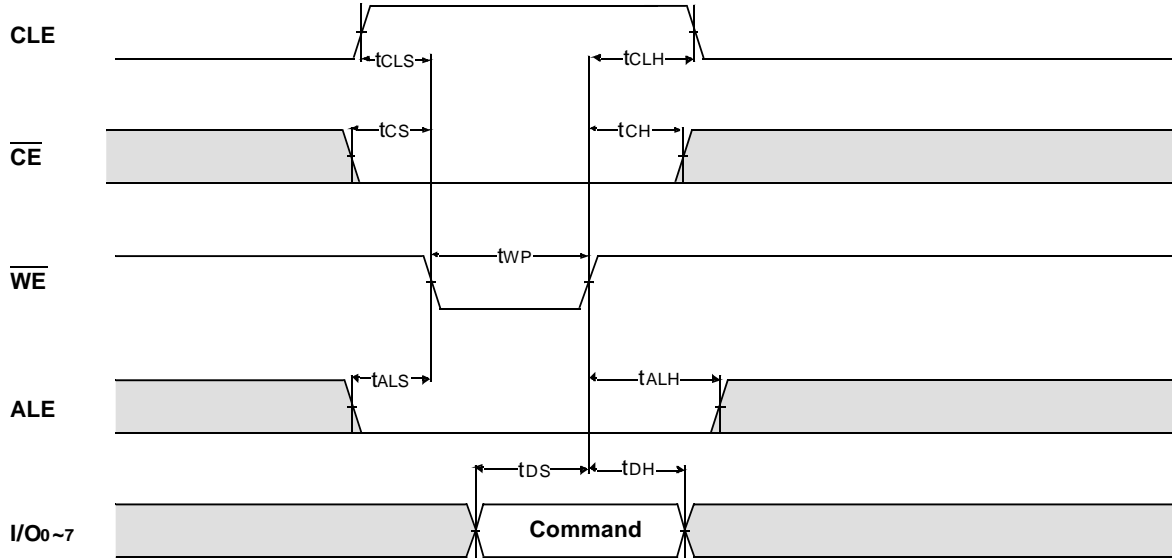 CLE
tCLS
tCLH
CE
tCS
tCH
WE
tWP
ALE
tALS
tALH
I/O0~7
tDS
tDH
Command